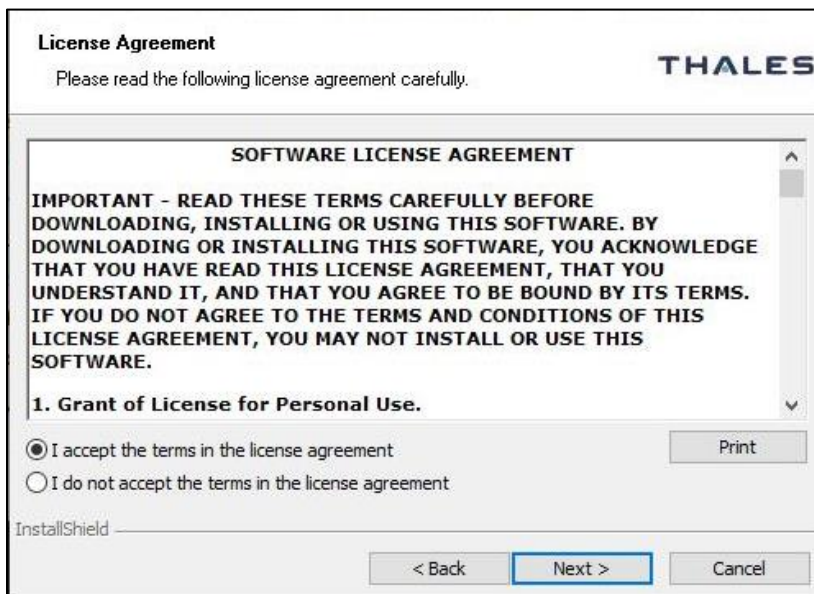 License Agreement
Please read the following license agreement carefully.
THALES
SOFTWARE LICENSE AGREEMENT
IMPORTANT - READ THESE TERMS CAREFULLY BEFORE
DOWNLOADING, INSTALLING OR USING THIS SOFTWARE. BY
DOWNLOADING OR INSTALLING THIS SOFTWARE, YOU ACKNOWLEDGE
THAT YOU HAVE READ THIS LICENSE AGREEMENT, THAT YOU
UNDERSTAND IT, AND THAT YOU AGREE TO BE BOUND BY ITS TERMS.
IF YOU DO NOT AGREE TO THE TERMS AND CONDITIONS OF THIS
LICENSE AGREEMENT, YOU MAY NOT INSTALL OR USE THIS
SOFTWARE.
1. Grant of License for Personal Use.
I accept the terms in the license agreement
Print
I do not accept the terms in the license agreement
InstallShield
< Back
Next >
Cancel